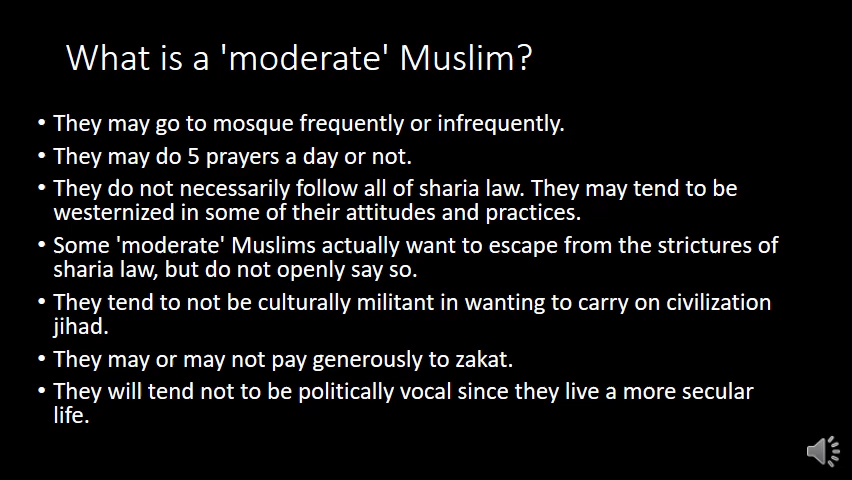 What is a 'moderate' Muslim?
• They may go to mosque frequently or infrequently.
• They may do 5 prayers a day or not.
• They do not necessarily follow all of sharia law. They may tend to be
westernized in some of their attitudes and practices.
• Some 'moderate' Muslims actually want to escape from the strictures of
sharia law, but do not openly say so.
• They tend to not be culturally militant in wanting to carry on civilization
jihad.
• They may or may not pay generously to zakat.
• They will tend not to be politically vocal since they live a more secular
life.